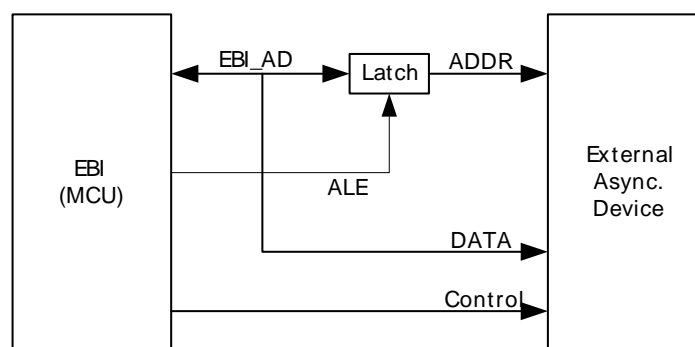 EBI_AD
Latch
ADDR
EBI
(MCU)
ALE
External
Async.
Device
DATA
Control